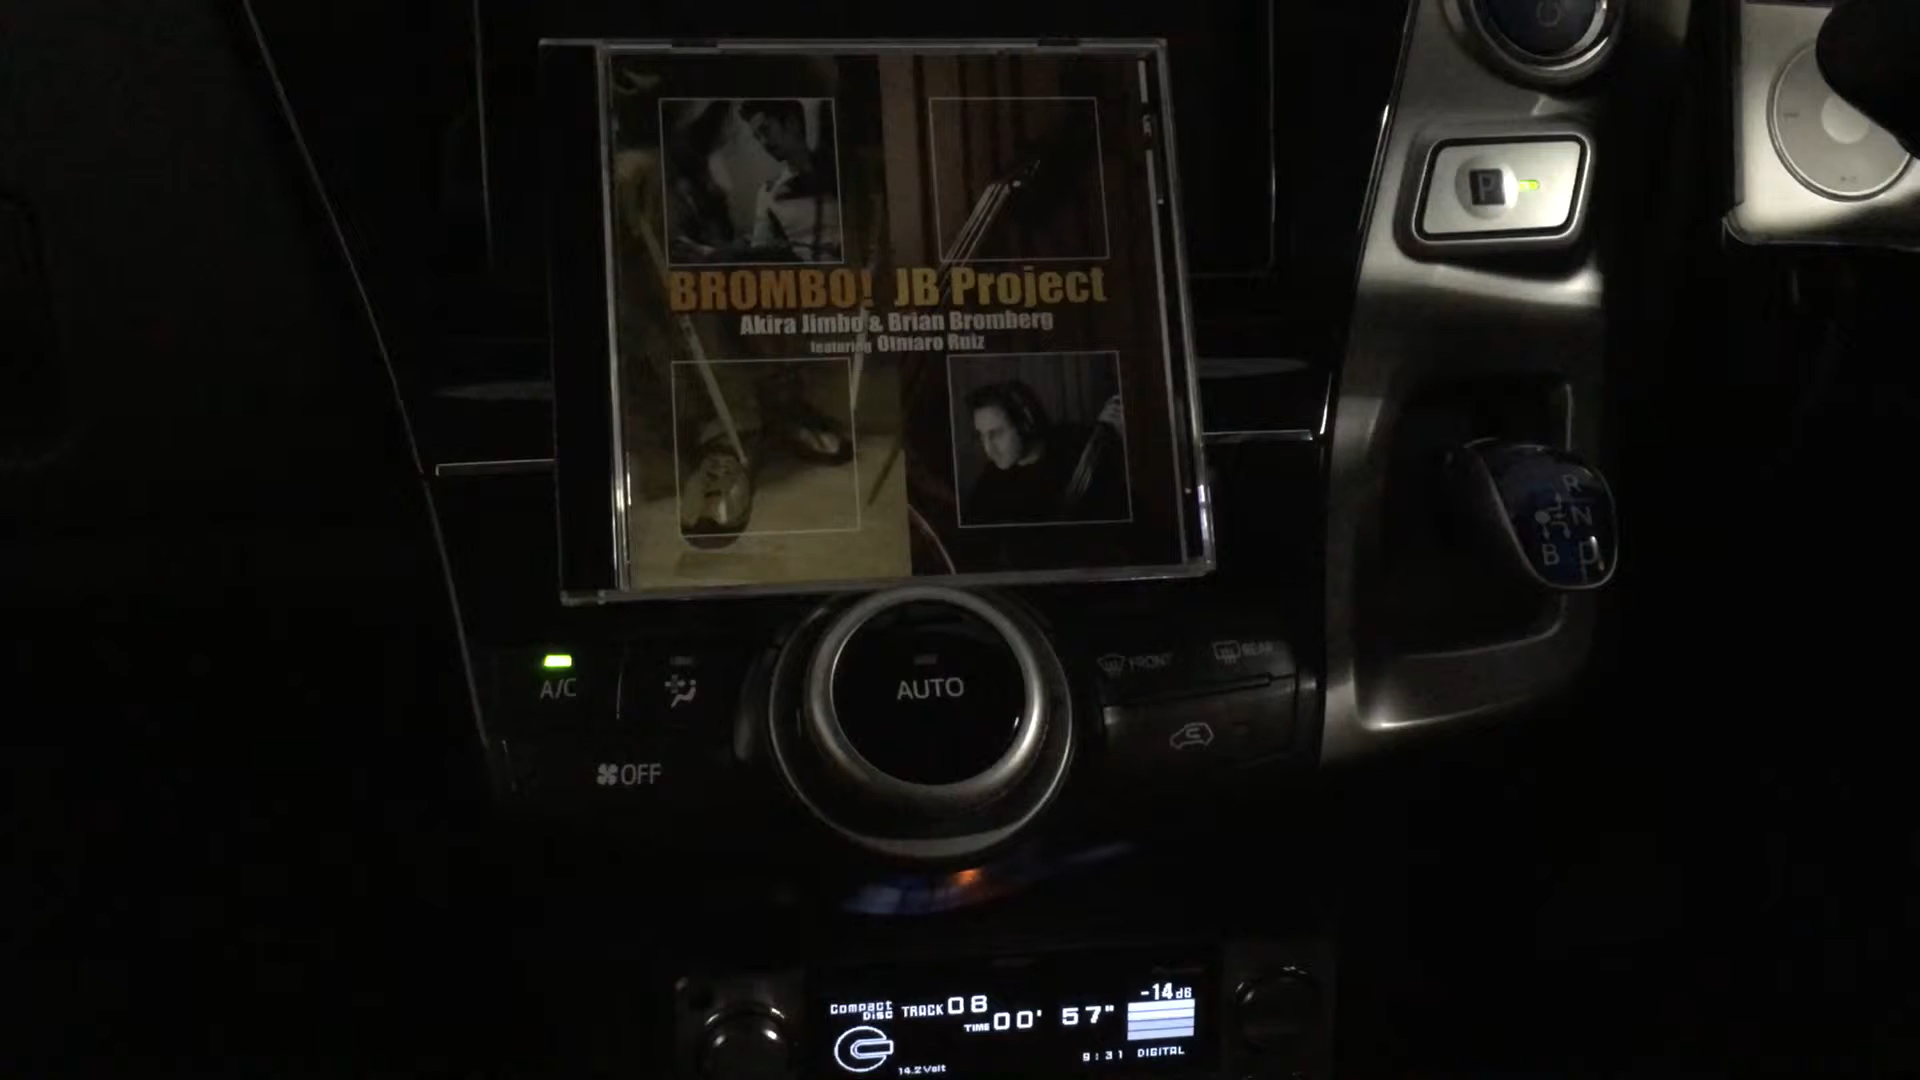 BROMBO! JB Project
Akira Jimbo & Brian Bromberg
featuring Otmaro Ruiz
P
R
N
B D
A/C
AUTO
FRONT
REAR
OFF
-14dB
Compact Disc TRACK 08
TIME 00' 57"
9:31 DIGITAL
14.2Volt